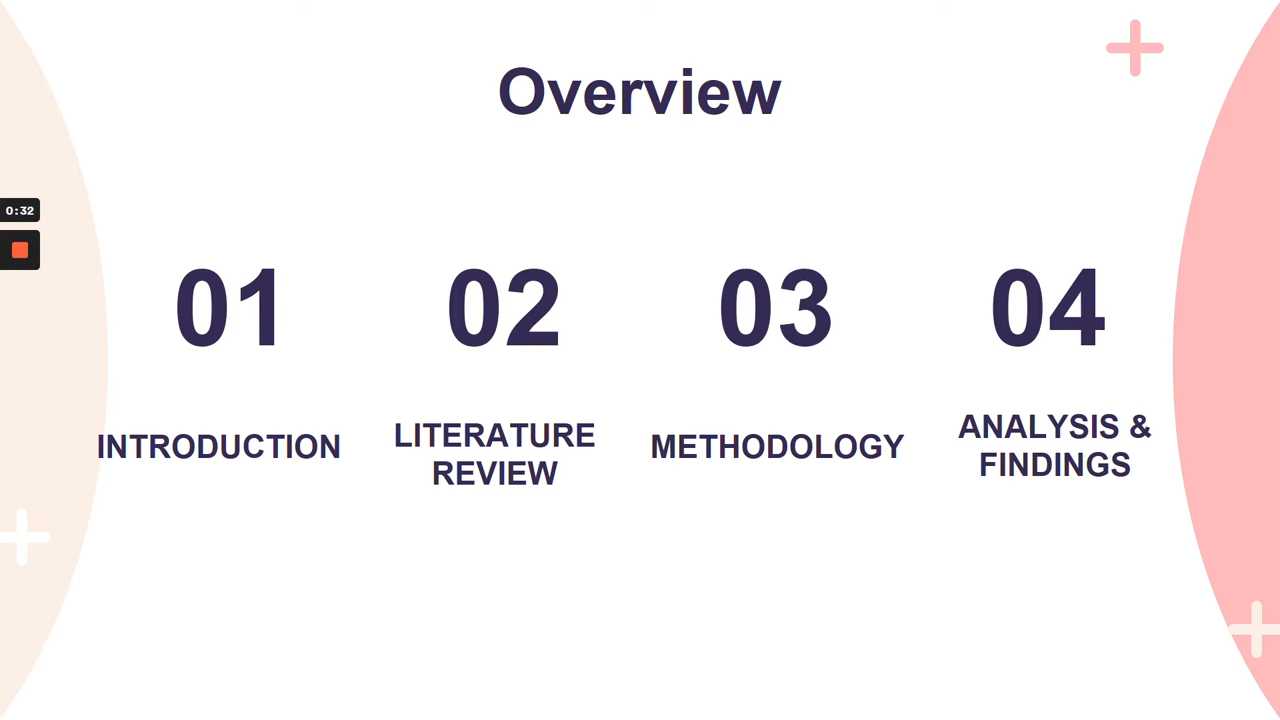 Overview
0:32
01
02
03
04
INTRODUCTION
LITERATURE
REVIEW
METHODOLOGY
ANALYSIS &
FINDINGS